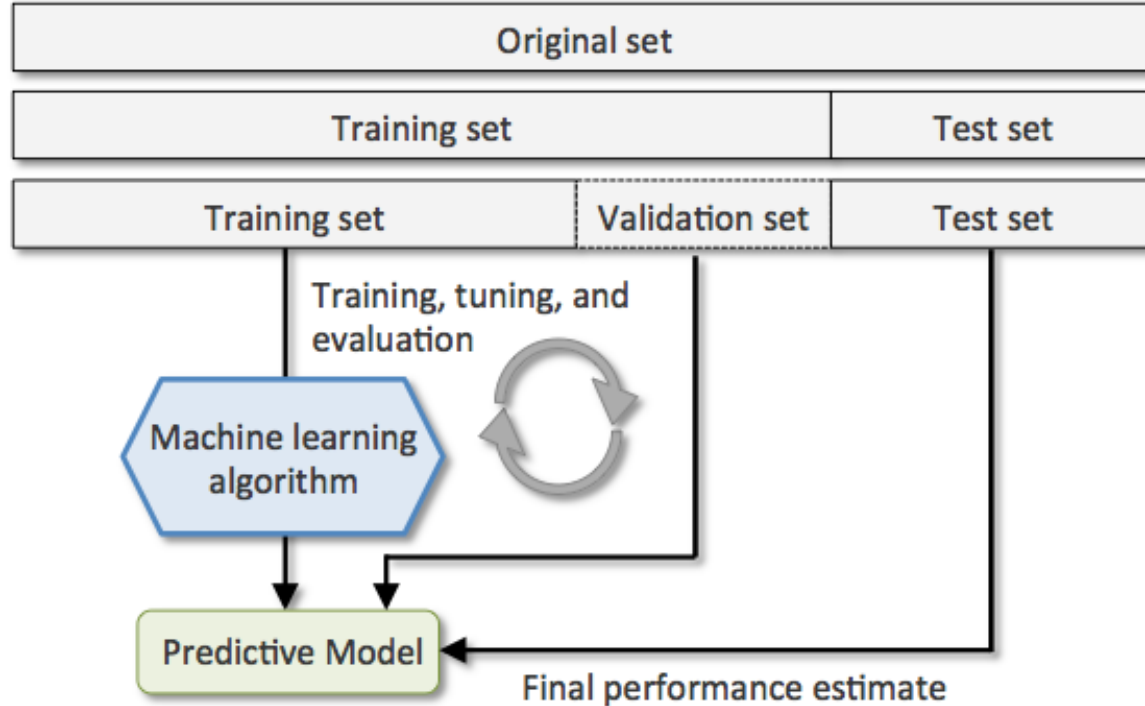 Original set
Training set
Test set
Training set
Validation set
Test set
Training, tuning, and
evaluation
Machine learning
algorithm
Predictive Model
Final performance estimate